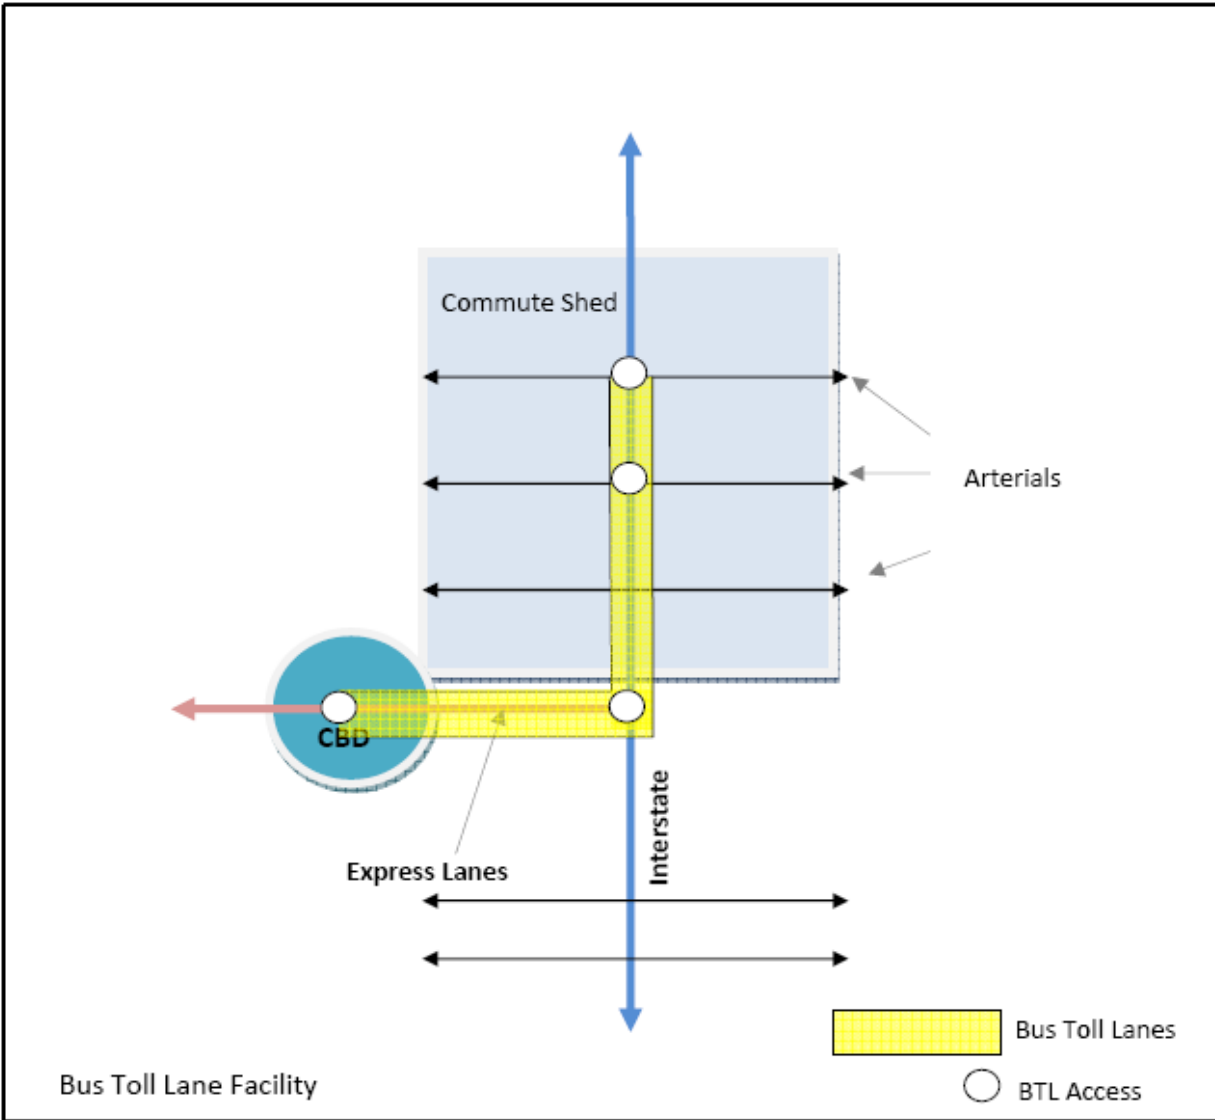 Commute Shed
Arterials
CBD
Interstate
Express Lanes
Bus Toll Lanes
Bus Toll Lane Facility
BTL Access